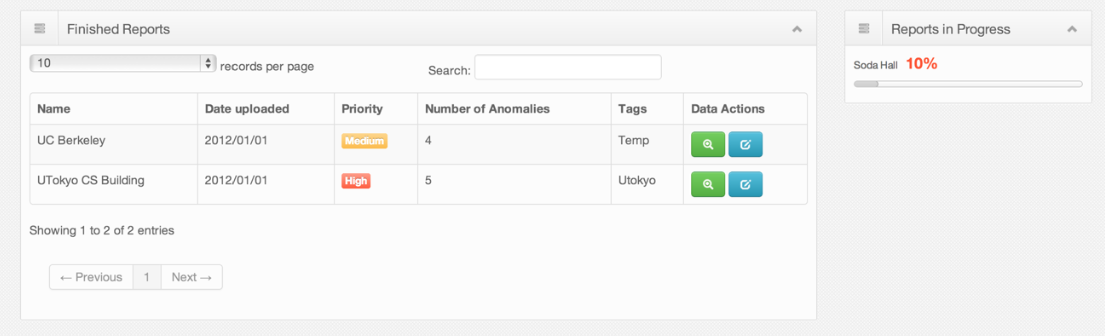 Finished Reports
10 records per page Search:
Name Date uploaded Priority Number of Anomalies Tags Data Actions
UC Berkeley 2012/01/01 Medium 4 Temp
UTokyo CS Building 2012/01/01 High 5 Utokyo
Showing 1 to 2 of 2 entries
← Previous 1 Next →
Reports in Progress
Soda Hall 10%